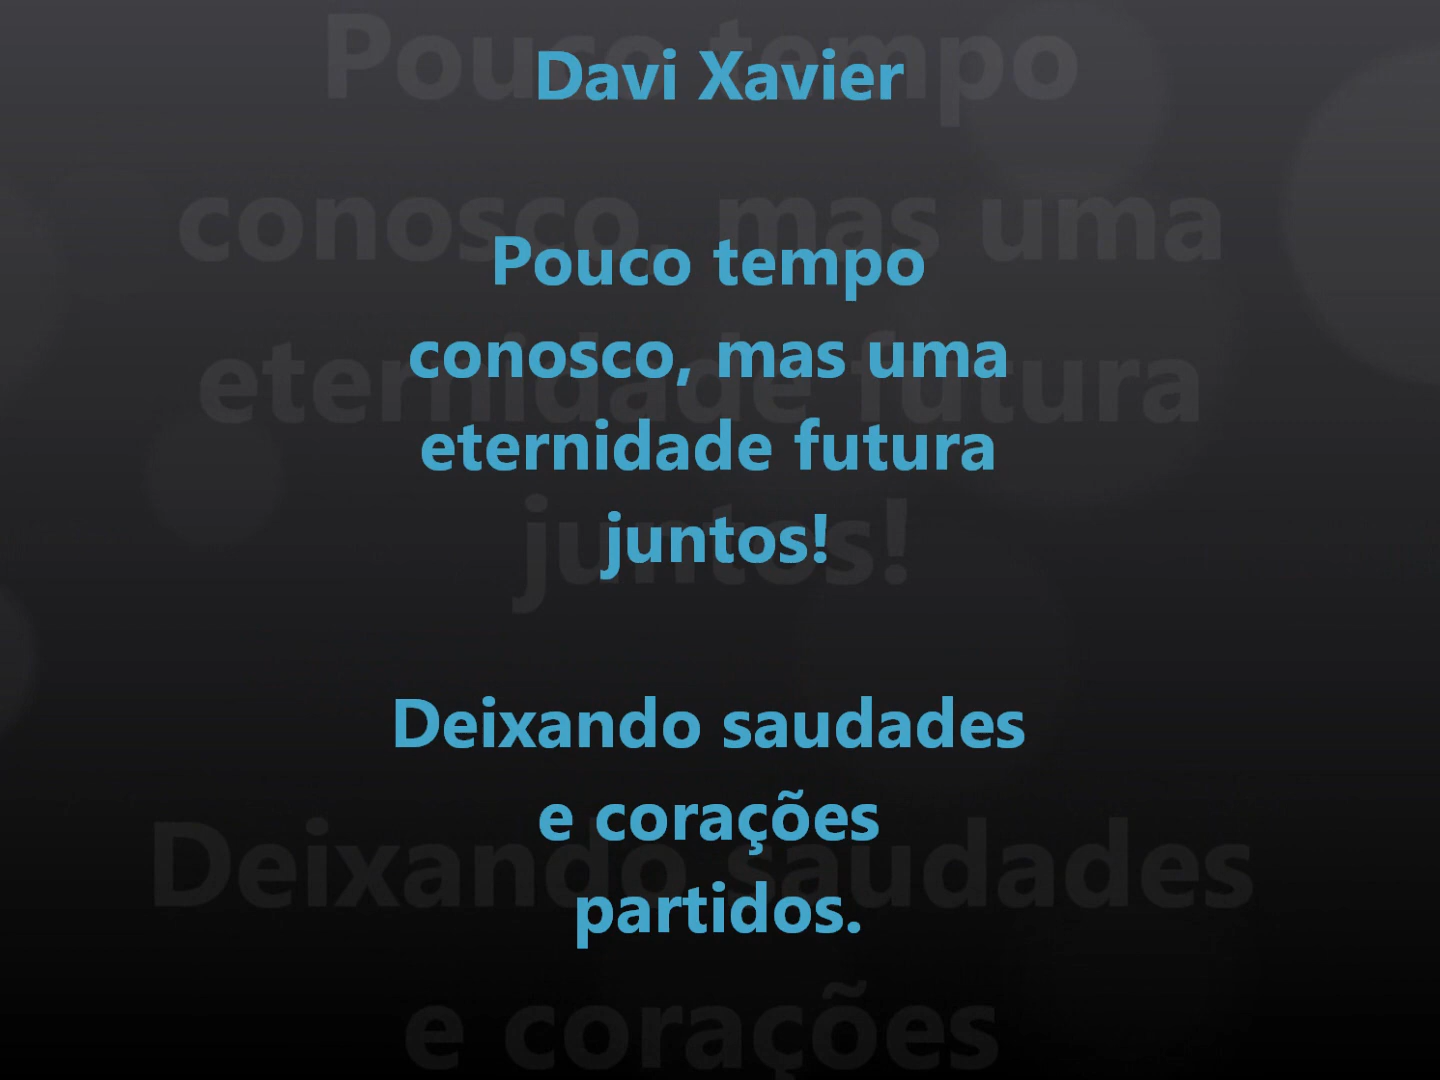 Davi Xavier
Pouco tempo
conosco, mas uma
eternidade futura
juntos!
Deixando saudades
e corações
partidos.